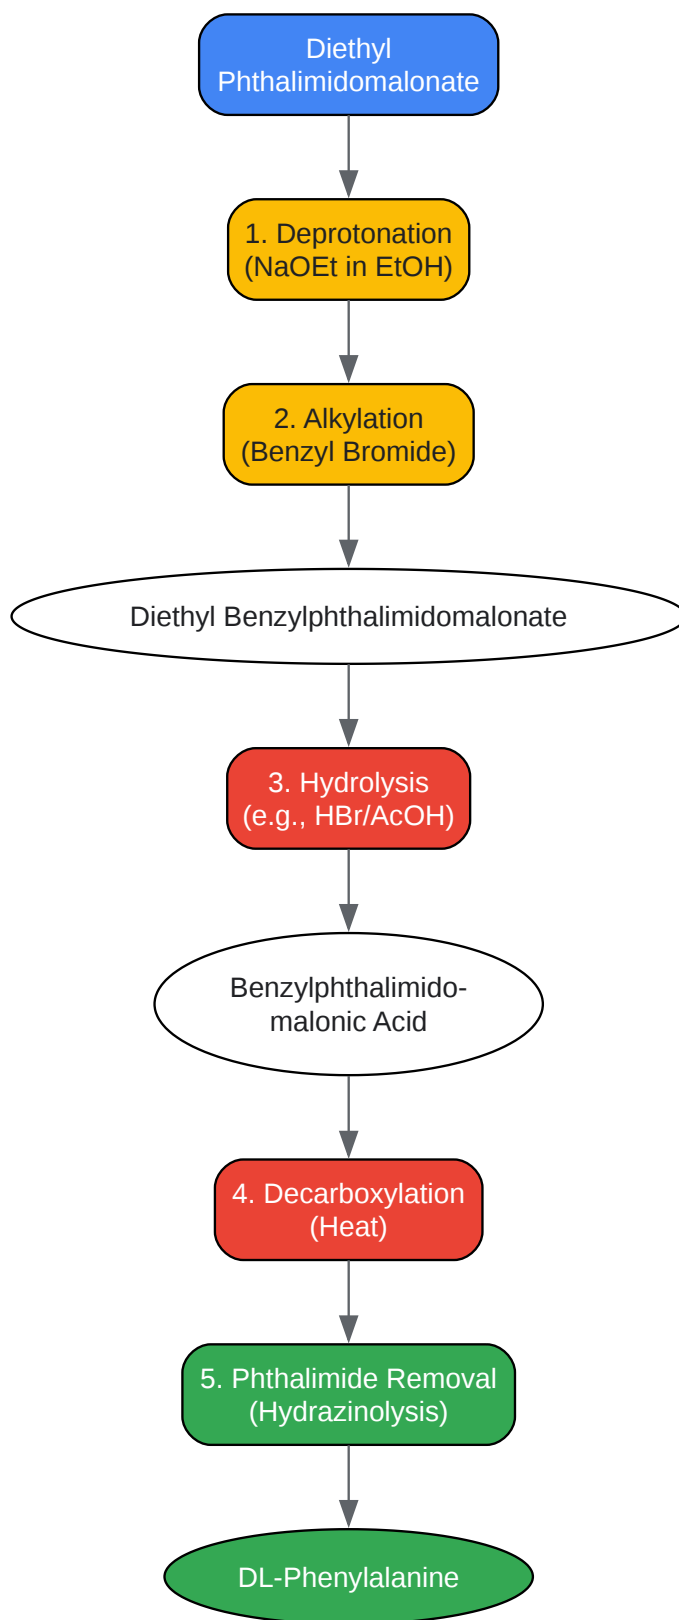 Diethyl
Phthalimidomalonate
1. Deprotonation
(NaOEt in EtOH)
2. Alkylation
(Benzyl Bromide)
Diethyl Benzylphthalimidomalonate
3. Hydrolysis
(e.g., HBr/AcOH)
Benzylphthalimido-
malonic Acid
4. Decarboxylation
(Heat)
5. Phthalimide Removal
(Hydrazinolysis)
DL-Phenylalanine